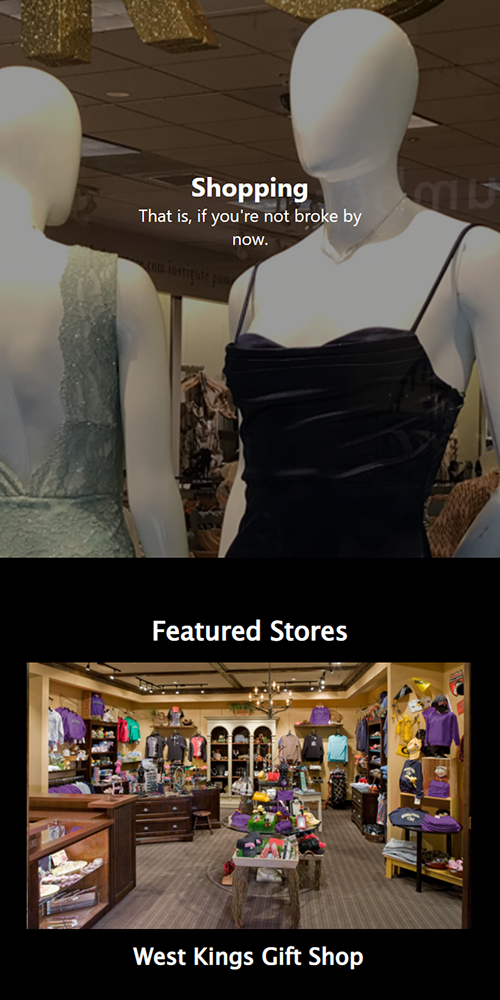 Shopping
That is, if you're not broke by
now.
Featured Stores
West Kings Gift Shop